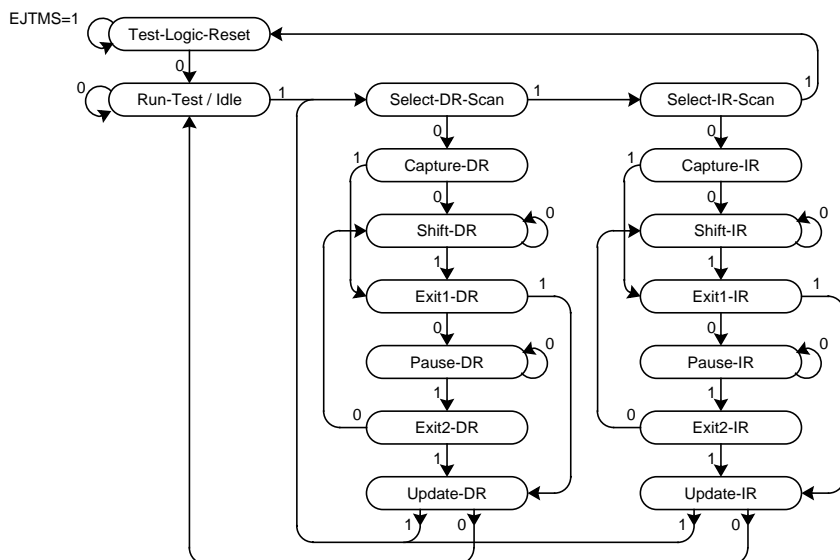 EJTMS=1
Test-Logic-Reset
0
1
0
Run-Test / Idle
1
Select-DR-Scan
1
Select-IR-Scan
0
0
1
Capture-DR
1
Capture-IR
0
0
0
0
Shift-DR
Shift-IR
1
1
Exit1-DR
1
Exit1-IR
1
0
0
0
0
Pause-DR
Pause-IR
1
1
0
Exit2-DR
0
Exit2-IR
1
1
Update-DR
Update-IR
1
0
1
0